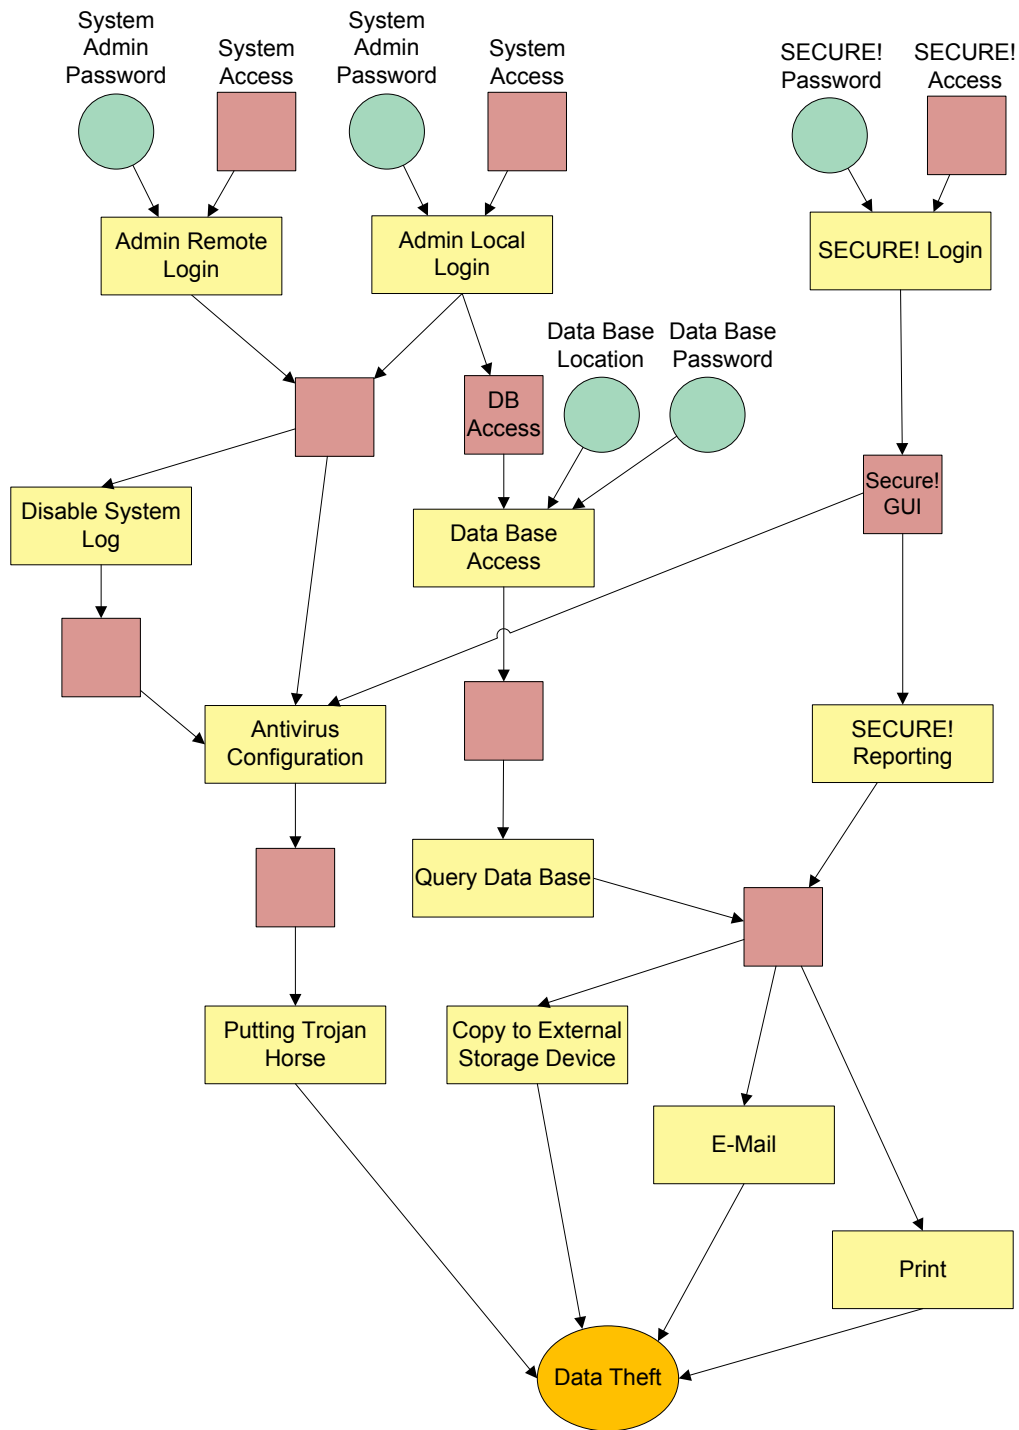 System
Admin
Password
System
Access
System
Admin
Password
System
Access
SECURE!
Password
SECURE!
Access
Admin Remote
Login
Admin Local
Login
SECURE! Login
Data Base
Location
Data Base
Password
DB
Access
Secure!
GUI
Disable System
Log
Data Base
Access
Antivirus
Configuration
SECURE!
Reporting
Query Data Base
Putting Trojan
Horse
Copy to External
Storage Device
E-Mail
Print
Data Theft